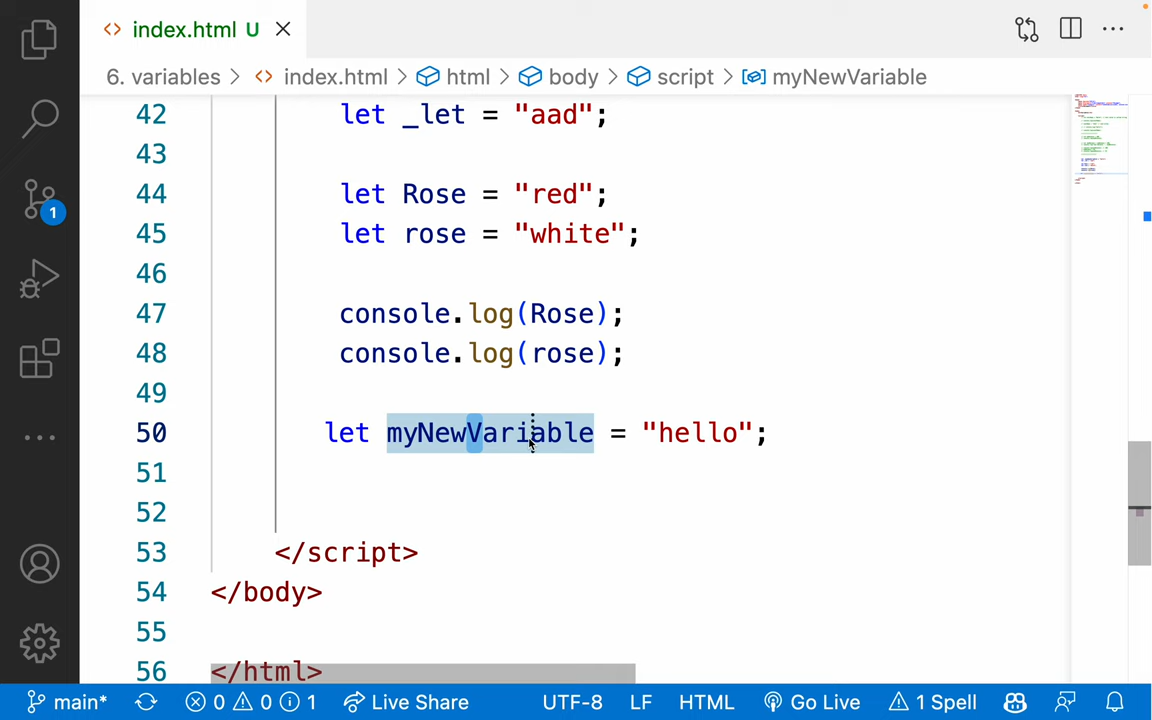 index.html U
6. variables > index.html > html > body > script > myNewVariable
42 let _let = "aad";
43
44 let Rose = "red";
45 let rose = "white";
46
47 console.log(Rose);
48 console.log(rose);
49
50 let myNewVariable = "hello";
51
52
53 </script>
54 </body>
55
56 </html>
1
main* 0 0 1 Live Share UTF-8 LF HTML Go Live 1 Spell